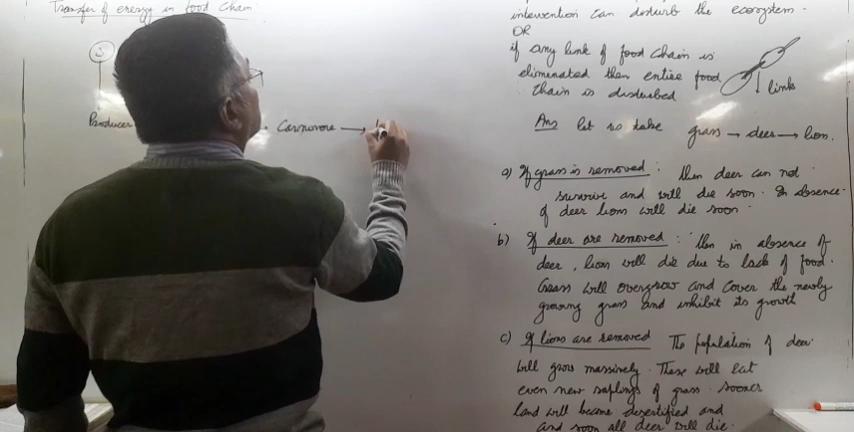 Transfer of energy in food Chain
S
Producer
Carnivore →
intervention can disturb the ecosystem.
OR
if any link of food chain is
eliminated then entire food
chain is disturbed
link
Ans let us take grass → deer → lion.
a) If grass is removed : then deer can not
survive and will die soon. In absence
of deer lions will die soon
b) If deer are removed : then in absence of
deer, lion will die due to lack of food.
Grass will overgrow and cover the newly
growing grass and inhibit its growth
c) If lions are removed The population of deer
will grow massively. These will eat
even new saplings of grass. sooner
land will became desertified and
and soon all deer will die.